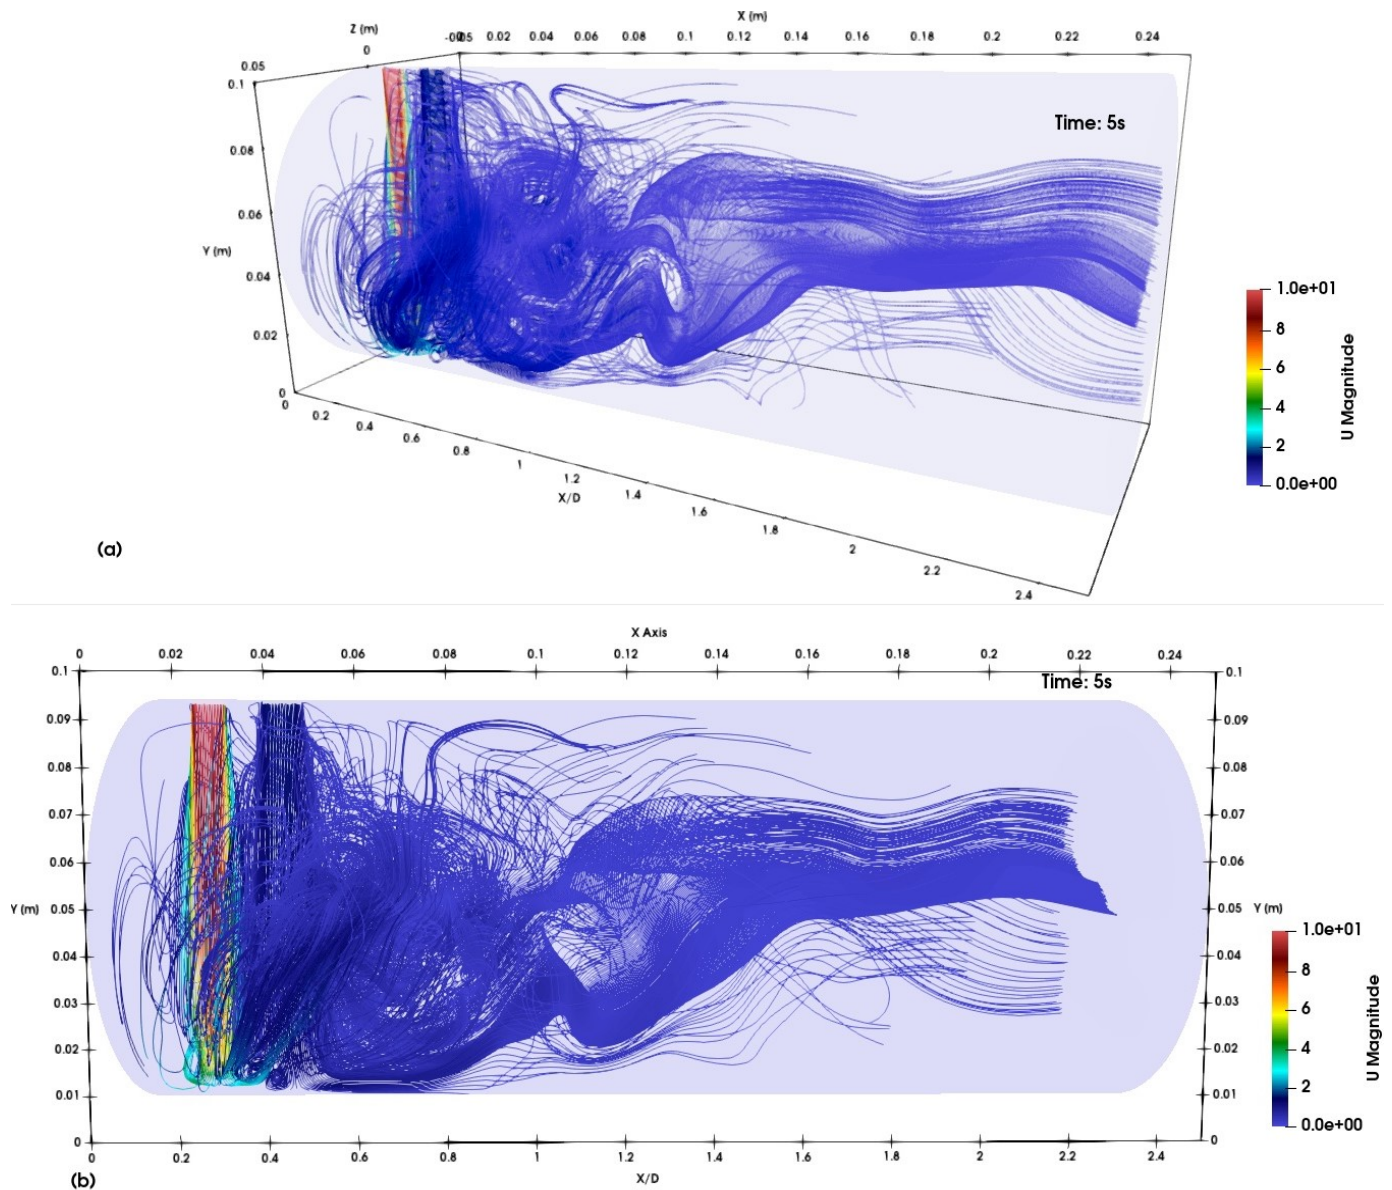 X (m)
Z (m)
0
0.02 0.04 0.06 0.08 0.1 0.12 0.14 0.16 0.18 0.2 0.22 0.24
0.05
0.1
Time: 5s
0.08
0.06
Y (m)
0.04
0.02
0
0
0.2
0.4
0.6
0.8
1
1.2
X/D
1.4
1.6
1.8
2
2.2
2.4
1.0e+01
8
6
4
2
0.0e+00
U Magnitude
(a)
X Axis
0 0.02 0.04 0.06 0.08 0.1 0.12 0.14 0.16 0.18 0.2 0.22 0.24
Time: 5s
0.1 0.1
0.09 0.09
0.08 0.08
0.07 0.07
0.06 0.06
Y (m) 0.05 0.05 Y (m)
0.04 0.04
0.03 0.03
0.02 0.02
0.01 0.01
0 0
1.0e+01
8
6
4
2
0.0e+00
U Magnitude
0 0.2 0.4 0.6 0.8 1 1.2 1.4 1.6 1.8 2 2.2 2.4
X/D
(b)